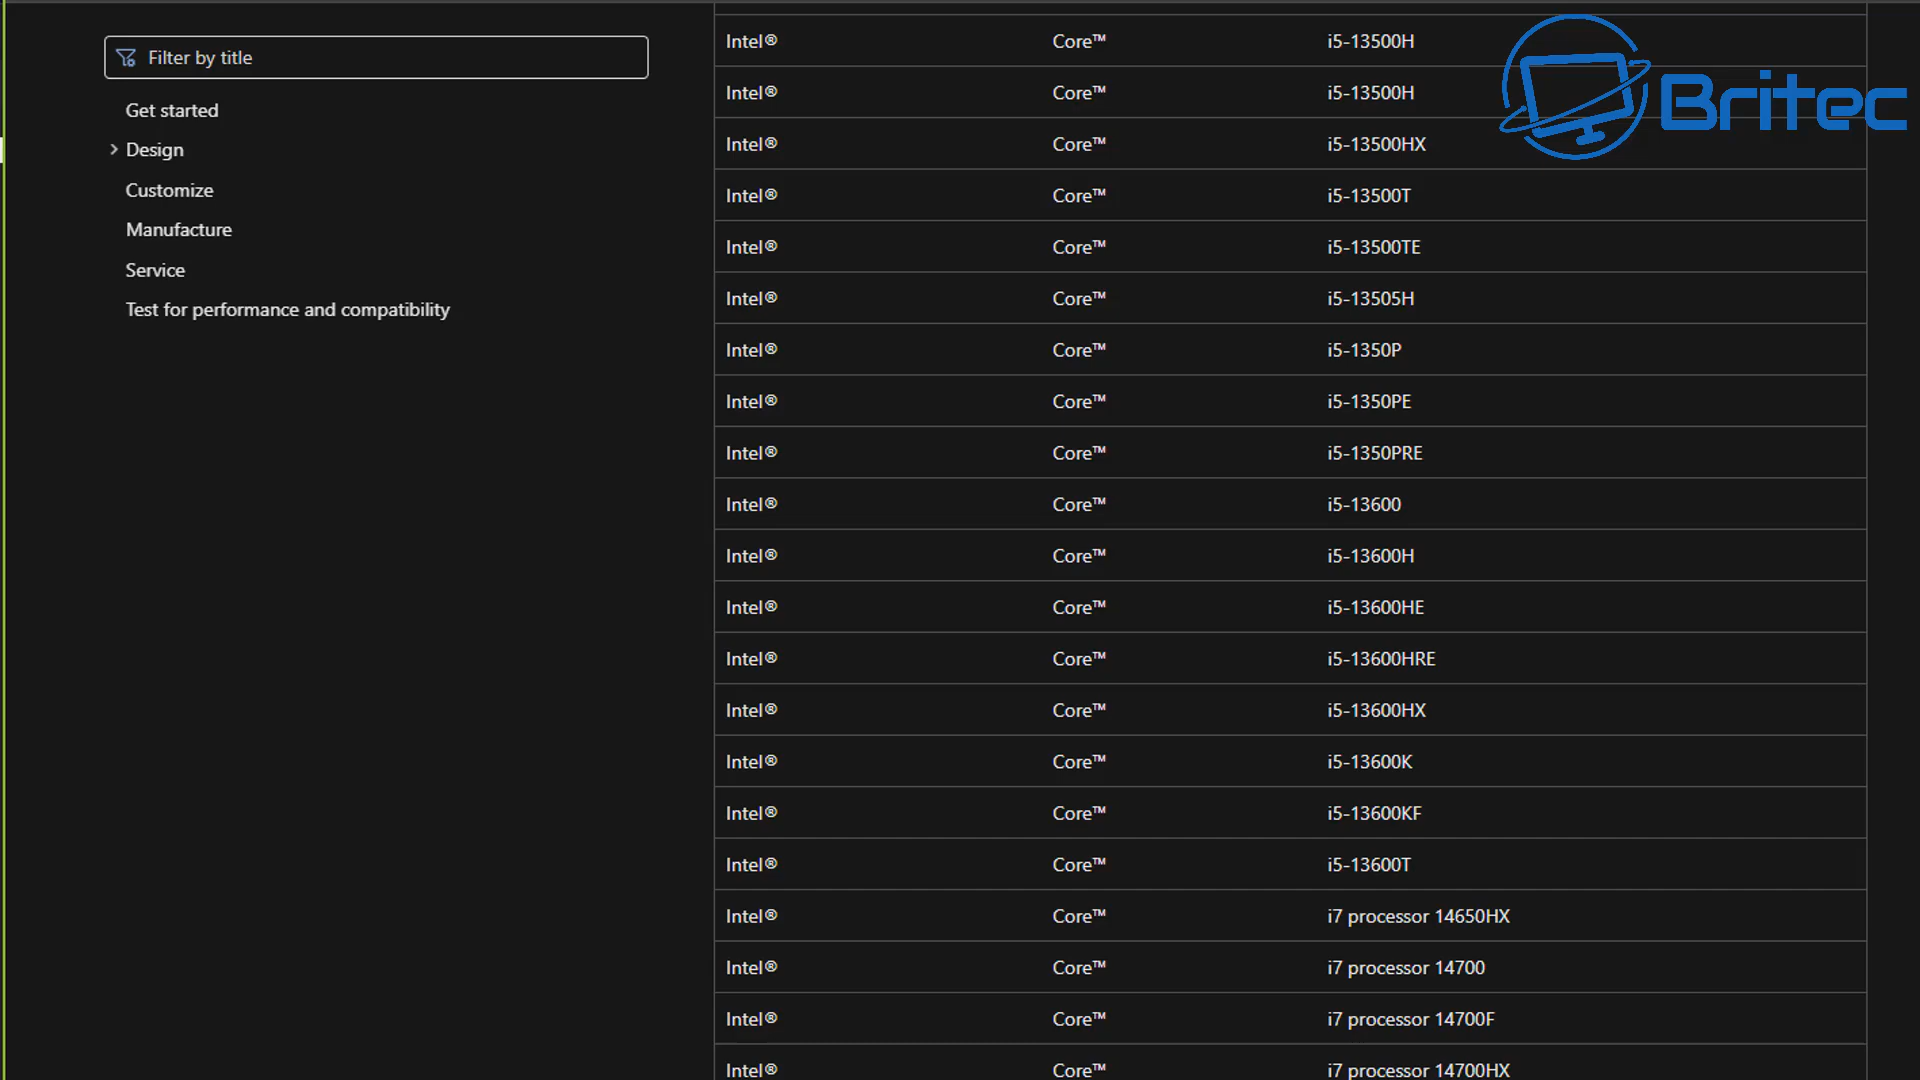 Filter by title
Get started
Design
Customize
Manufacture
Service
Test for performance and compatibility
Intel® Core™ i5-13500H
Intel® Core™ i5-13500H
Intel® Core™ i5-13500HX
Intel® Core™ i5-13500T
Intel® Core™ i5-13500TE
Intel® Core™ i5-13505H
Intel® Core™ i5-1350P
Intel® Core™ i5-1350PE
Intel® Core™ i5-1350PRE
Intel® Core™ i5-13600
Intel® Core™ i5-13600H
Intel® Core™ i5-13600HE
Intel® Core™ i5-13600HRE
Intel® Core™ i5-13600HX
Intel® Core™ i5-13600K
Intel® Core™ i5-13600KF
Intel® Core™ i5-13600T
Intel® Core™ i7 processor 14650HX
Intel® Core™ i7 processor 14700
Intel® Core™ i7 processor 14700F
Intel® Core™ i7 processor 14700HX
Britec